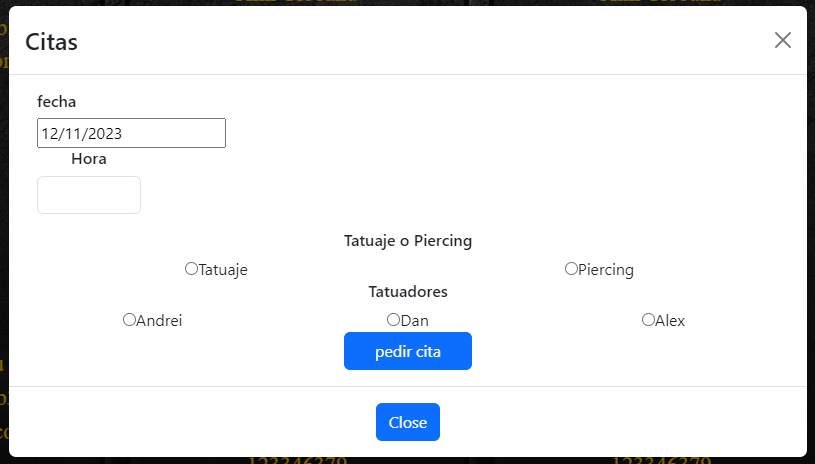 Citas
fecha
12/11/2023
Hora
Tatuaje o Piercing
Tatuaje Piercing
Tatuadores
Andrei Dan Alex
pedir cita
Close